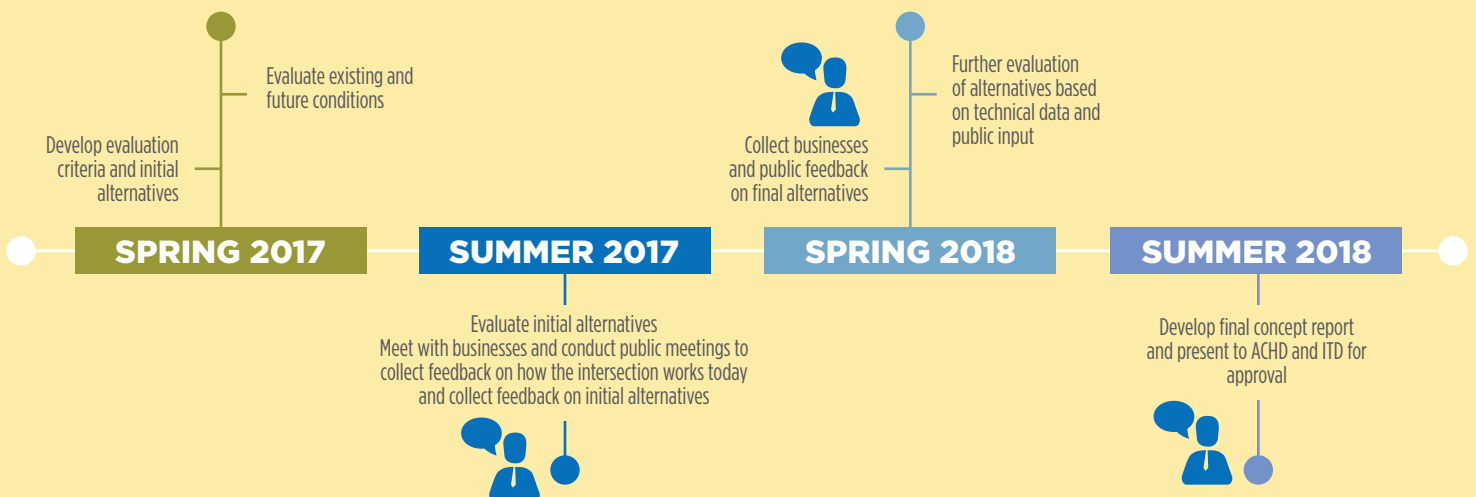 Evaluate existing and
future conditions
Develop evaluation
criteria and initial
alternatives
SPRING 2017
Evaluate initial alternatives
Meet with businesses and conduct public meetings to
collect feedback on how the intersection works today
and collect feedback on initial alternatives
SUMMER 2017
Further evaluation
of alternatives based
on technical data and
public input
Collect businesses
and public feedback
on final alternatives
SPRING 2018
SUMMER 2018
Develop final concept report
and present to ACHD and ITD for
approval